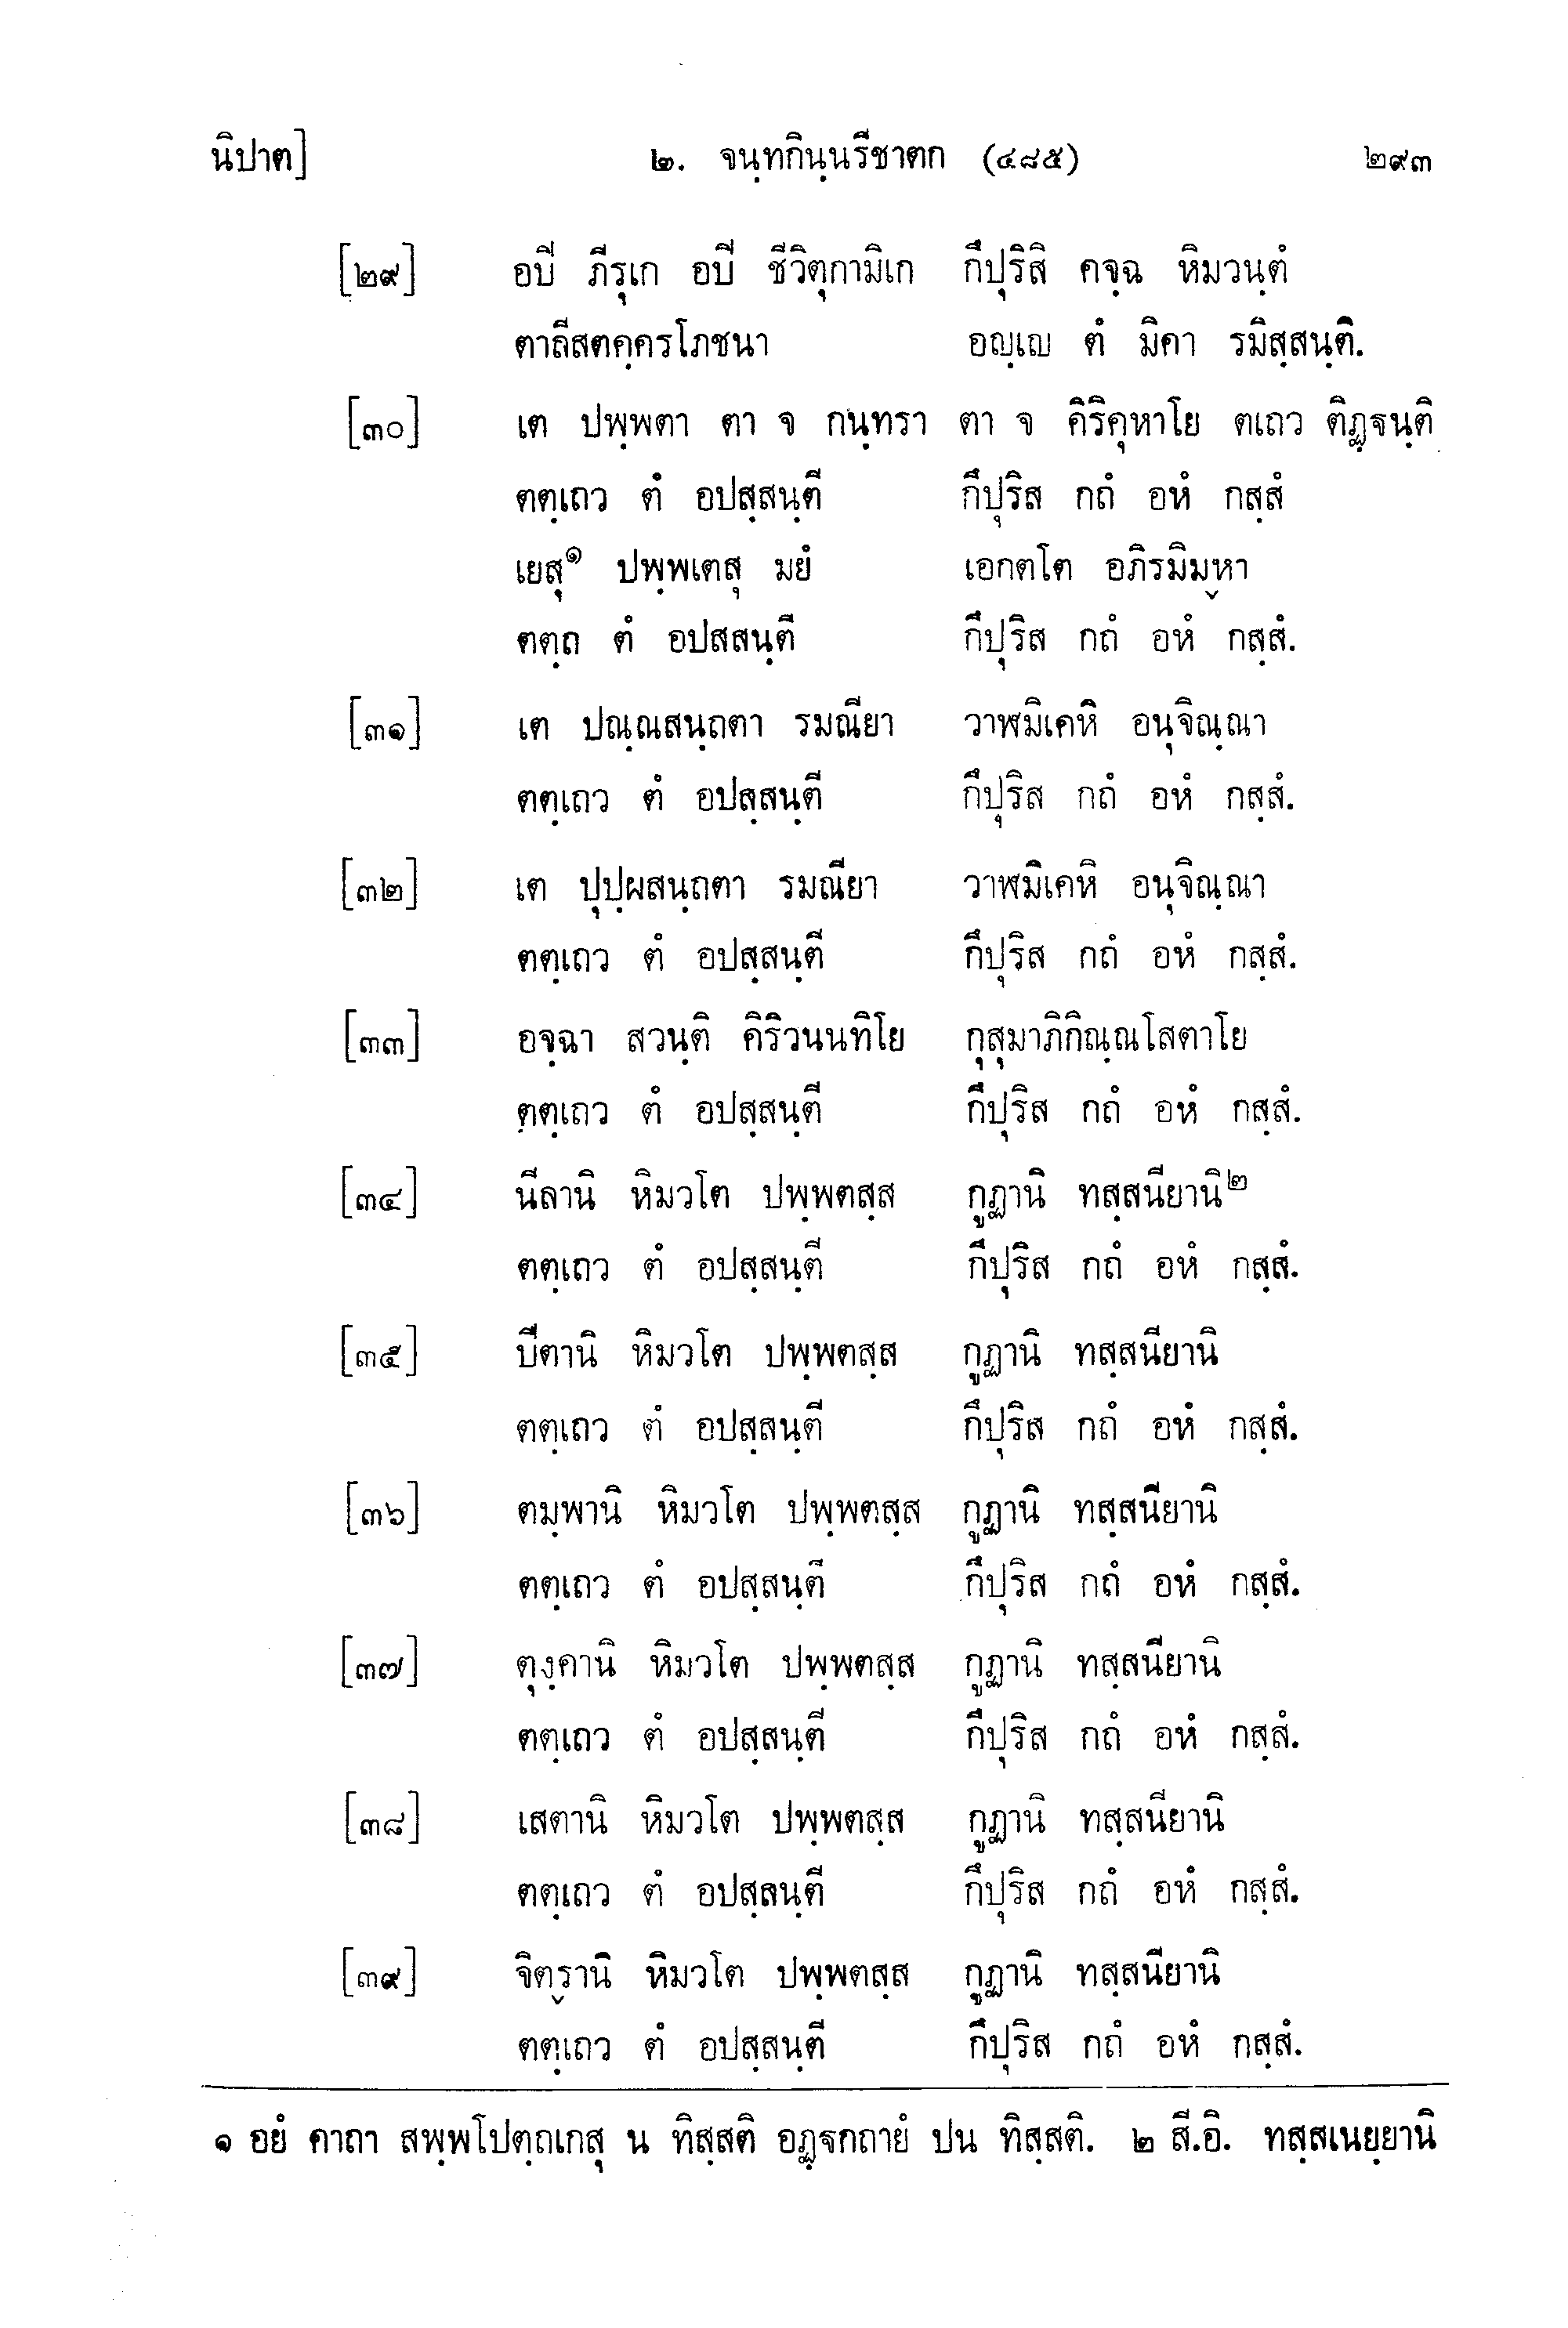 นิปาต] ๒. จนฺทกินฺนรีชาตก (๔๘๕) ๒๙๓
[๒๙] อปี ภีรุเก อปี ชีวิตุกามิเก กึปุริสิ คจฺฉ หิมวนฺตํ
ตาลีสตคฺครโภชนา อญฺเญ ตํ มิคา รมิสฺสนฺติ.
[๓๐] เต ปพฺพตา ตา จ กนฺทรา ตา จ คิริคุหาโย ตเถว ติฏฺฐนฺติ
ตตฺเถว ตํ อปสฺสนฺตี กึปุริส กถํ อหํ กสฺสํ
เยสุ๑ ปพฺพเตสุ มยํ เอกตโต อภิรมิมฺหา
ตตฺถ ตํ อปสสนฺตี กึปุริส กถํ อหํ กสฺสํ.
[๓๑] เต ปณฺณสนฺถตา รมณียา วาฬมิเคหิ อนุจิณฺณา
ตตฺเถว ตํ อปสฺสนฺตี กึปุริส กถํ อหํ กสฺสํ.
[๓๒] เต ปุปฺผสนฺถตา รมณียา วาฬมิเคหิ อนุจิณฺณา
ตตฺเถว ตํ อปสฺสนฺตี กึปุริส กถํ อหํ กสฺสํ.
[๓๓] อจฺฉา สวนฺติ คิริวนนทิโย กุสุมาภิกิณฺณโสตาโย
ตตฺเถว ตํ อปสฺสนฺตี กึปุริส กถํ อหํ กสฺสํ.
[๓๔] นีลานิ หิมวโต ปพฺพตสฺส กูฏานิ ทสฺสนียานิ๒
ตตฺเถว ตํ อปสฺสนฺตี กึปุริส กถํ อหํ กสฺสํ.
[๓๕] ปีตานิ หิมวโต ปพฺพตสฺส กูฏานิ ทสฺสนียานิ
ตตฺเถว ตํ อปสฺสนฺตี กึปุริส กถํ อหํ กสฺสํ.
[๓๖] ตมฺพานิ หิมวโต ปพฺพตสฺส กูฏานิ ทสฺสนียานิ
ตตฺเถว ตํ อปสฺสนฺตี กึปุริส กถํ อหํ กสฺสํ.
[๓๗] ตุงฺคานิ หิมวโต ปพฺพตสฺส กูฏานิ ทสฺสนียานิ
ตตฺเถว ตํ อปสฺสนฺตี กึปุริส กถํ อหํ กสฺสํ.
[๓๘] เสตานิ หิมวโต ปพฺพตสฺส กูฏานิ ทสฺสนียานิ
ตตฺเถว ตํ อปสฺสนฺตี กึปุริส กถํ อหํ กสฺสํ.
[๓๙] จิตฺรานิ หิมวโต ปพฺพตสฺส กูฏานิ ทสฺสนียานิ
ตตฺเถว ตํ อปสฺสนฺตี กึปุริส กถํ อหํ กสฺสํ.
๑ อยํ คาถา สพฺพโปตฺถเกสุ น ทิสฺสติ อฏฺฐกถายํ ปน ทิสฺสติ. ๒ สี.อิ. ทสฺสเนยฺยานิ